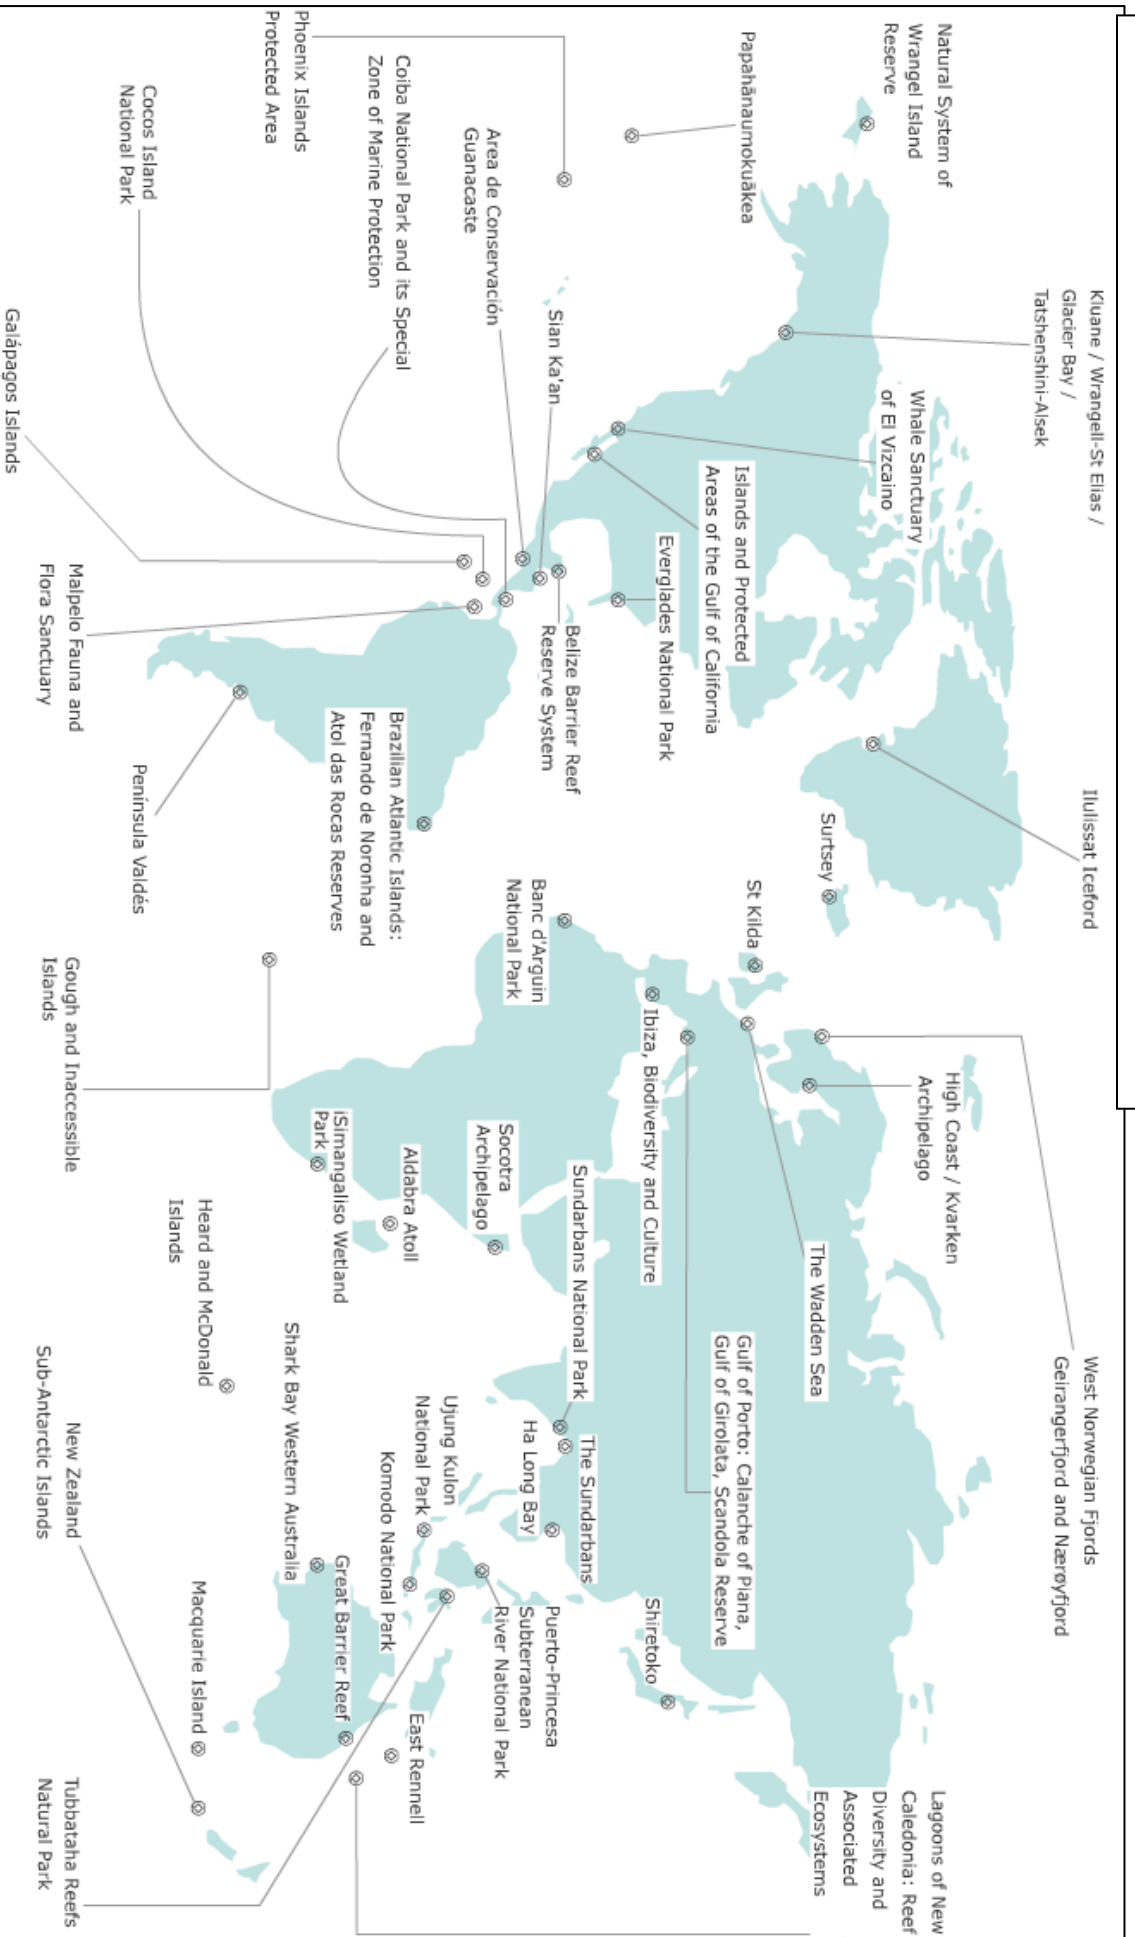 Natural System of
Wrangel Island
Reserve
Papahānaumokuākea
Phoenix Islands
Protected Area
Coiba National Park and its Special
Zone of Marine Protection
Cocos Island
National Park
Area de Conservación
Guanacaste
Galápagos Islands
Sian Ka'an
Kluane / Wrangell-St Elias /
Glacier Bay /
Tatshenshini-Alsek
Whale Sanctuary
of El Vizcaino
Islands and Protected
Areas of the Gulf of California
Everglades National Park
Belize Barrier Reef
Reserve System
Malpelo Fauna and
Flora Sanctuary
Brazilian Atlantic Islands:
Fernando de Noronha and
Atol das Rocas Reserves
Península Valdés
Ilulissat Iceford
Surtsey
St Kilda
Banc d'Arguin
National Park
Gough and Inaccessible
Islands
Ibiza, Biodiversity and Culture
High Coast / Kvarken
Archipelago
Socotra
Archipelago
Aldabra Atoll
iSimangaliso Wetland
Park
Sundarbans National Park
Heard and McDonald
Islands
The Wadden Sea
West Norwegian Fjords
Geirangerfjord and Nærøyfjord
Gulf of Porto: Calanche of Piana,
Gulf of Girolata, Scandola Reserve
The Sundarbans
Ha Long Bay
Ujung Kulon
National Park
Komodo National Park
Shark Bay Western Australia
Sub-Antarctic Islands
New Zealand
Great Barrier Reef
Macquarie Island
Shiretoko
Puerto-Princesa
Subterranean
River National Park
East Rennell
Tubbataha Reefs
Natural Park
Lagoons of New
Caledonia: Reef
Diversity and
Associated
Ecosystems